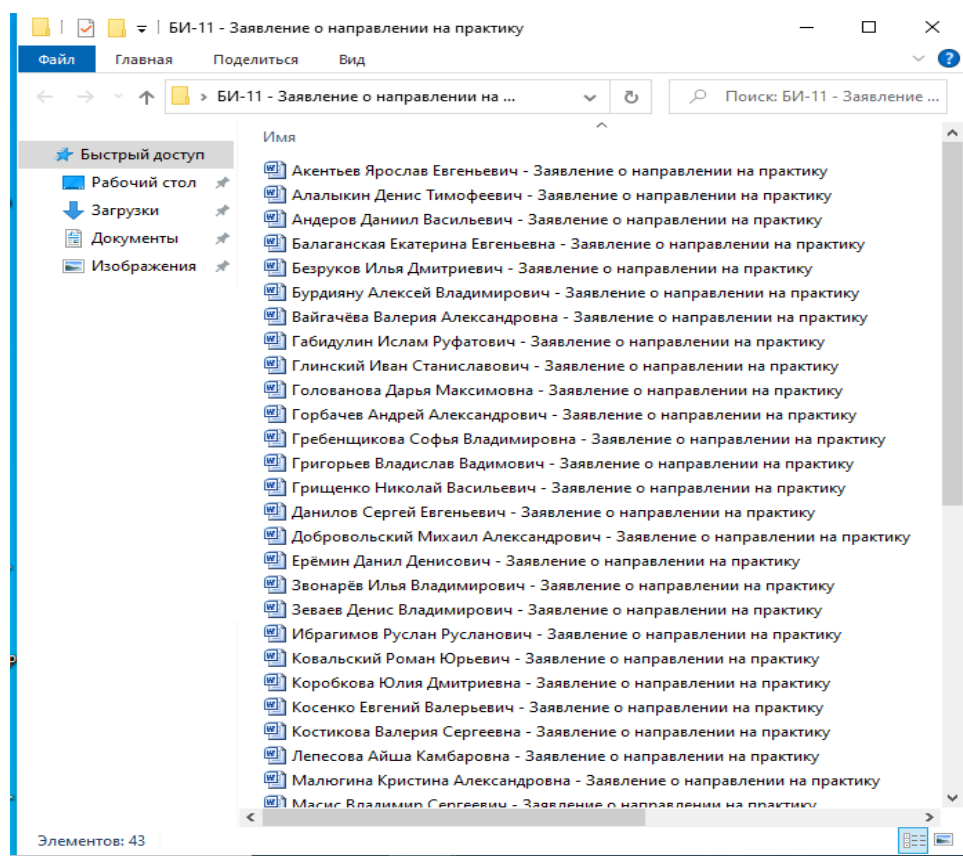 БИ-11 - Заявление о направлении на практику
Файл Главная Поделиться Вид
БИ-11 - Заявление о направлении на ... Поиск: БИ-11 - Заявление ...
Быстрый доступ
Рабочий стол
Загрузки
Документы
Изображения
Имя
Акентьев Ярослав Евгеньевич - Заявление о направлении на практику
Алалыкин Денис Тимофеевич - Заявление о направлении на практику
Андеров Даниил Васильевич - Заявление о направлении на практику
Балаганская Екатерина Евгеньевна - Заявление о направлении на практику
Безруков Илья Дмитриевич - Заявление о направлении на практику
Бурдияну Алексей Владимирович - Заявление о направлении на практику
Вайгачёва Валерия Александровна - Заявление о направлении на практику
Габидулин Ислам Руфатович - Заявление о направлении на практику
Глинский Иван Станиславович - Заявление о направлении на практику
Голованова Дарья Максимовна - Заявление о направлении на практику
Горбачев Андрей Александрович - Заявление о направлении на практику
Гребенщикова Софья Владимировна - Заявление о направлении на практику
Григорьев Владислав Вадимович - Заявление о направлении на практику
Грищенко Николай Васильевич - Заявление о направлении на практику
Данилов Сергей Евгеньевич - Заявление о направлении на практику
Добровольский Михаил Александрович - Заявление о направлении на практику
Ерёмин Данил Денисович - Заявление о направлении на практику
Звонарёв Илья Владимирович - Заявление о направлении на практику
Зеваев Денис Владимирович - Заявление о направлении на практику
Ибрагимов Руслан Русланович - Заявление о направлении на практику
Ковальский Роман Юрьевич - Заявление о направлении на практику
Коробкова Юлия Дмитриевна - Заявление о направлении на практику
Косенко Евгений Валерьевич - Заявление о направлении на практику
Костикова Валерия Сергеевна - Заявление о направлении на практику
Лепесова Айша Камбаровна - Заявление о направлении на практику
Малюгина Кристина Александровна - Заявление о направлении на практику
Масис Владимир Сергеевич - Заявление о направлении на практику
Элементов: 43